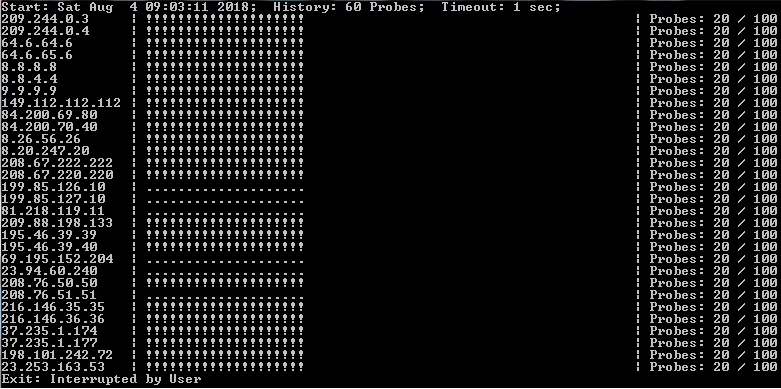 Start: Sat Aug  4 09:03:11 2018;  History: 60 Probes;  Timeout: 1 sec;
209.244.0.3 | !!!!!!!!!!!!!!!!!!!! | Probes: 20 / 100
209.244.0.4 | !!!!!!!!!!!!!!!!!!!! | Probes: 20 / 100
64.6.64.6 | !!!!!!!!!!!!!!!!!!!! | Probes: 20 / 100
64.6.65.6 | !!!!!!!!!!!!!!!!!!!! | Probes: 20 / 100
8.8.8.8 | !!!!!!!!!!!!!!!!!!!! | Probes: 20 / 100
8.8.4.4 | !!!!!!!!!!!!!!!!!!!! | Probes: 20 / 100
9.9.9.9 | !!!!!!!!!!!!!!!!!!!! | Probes: 20 / 100
149.112.112.112 | !!!!!!!!!!!!!!!!!!!! | Probes: 20 / 100
84.200.69.80 | !!!!!!!!!!!!!!!!!!!! | Probes: 20 / 100
84.200.70.40 | !!!!!!!!!!!!!!!!!!!! | Probes: 20 / 100
8.26.56.26 | !!!!!!!!!!!!!!!!!!!! | Probes: 20 / 100
8.20.247.20 | !!!!!!!!!!!!!!!!!!!! | Probes: 20 / 100
208.67.222.222 | !!!!!!!!!!!!!!!!!!!! | Probes: 20 / 100
208.67.220.220 | !!!!!!!!!!!!!!!!!!!! | Probes: 20 / 100
199.85.126.10 | .................... | Probes: 20 / 100
199.85.127.10 | .................... | Probes: 20 / 100
81.218.119.11 | .................... | Probes: 20 / 100
209.88.198.133 | !!!!!!!!!!!!!!!!!!!! | Probes: 20 / 100
195.46.39.39 | !!!!!!!!!!!!!!!!!!!! | Probes: 20 / 100
195.46.39.40 | !!!!!!!!!!!!!!!!!!!! | Probes: 20 / 100
69.195.152.204 | .................... | Probes: 20 / 100
23.94.60.240 | .................... | Probes: 20 / 100
208.76.50.50 | !!!!!!!!!!!!!!!!!!!! | Probes: 20 / 100
208.76.51.51 | .................... | Probes: 20 / 100
216.146.35.35 | !!!!!!!!!!!!!!!!!!!! | Probes: 20 / 100
216.146.36.36 | !!!!!!!!!!!!!!!!!!!! | Probes: 20 / 100
37.235.1.174 | !!!!!!!!!!!!!!!!!!!! | Probes: 20 / 100
37.235.1.177 | !!!!!!!!!!!!!!!!!!!! | Probes: 20 / 100
198.101.242.72 | !!!!!!!!!!!!!!!!!!!! | Probes: 20 / 100
23.253.163.53 | !!!!!!!!!!!!!!!!!!!! | Probes: 20 / 100
Exit: Interrupted by User